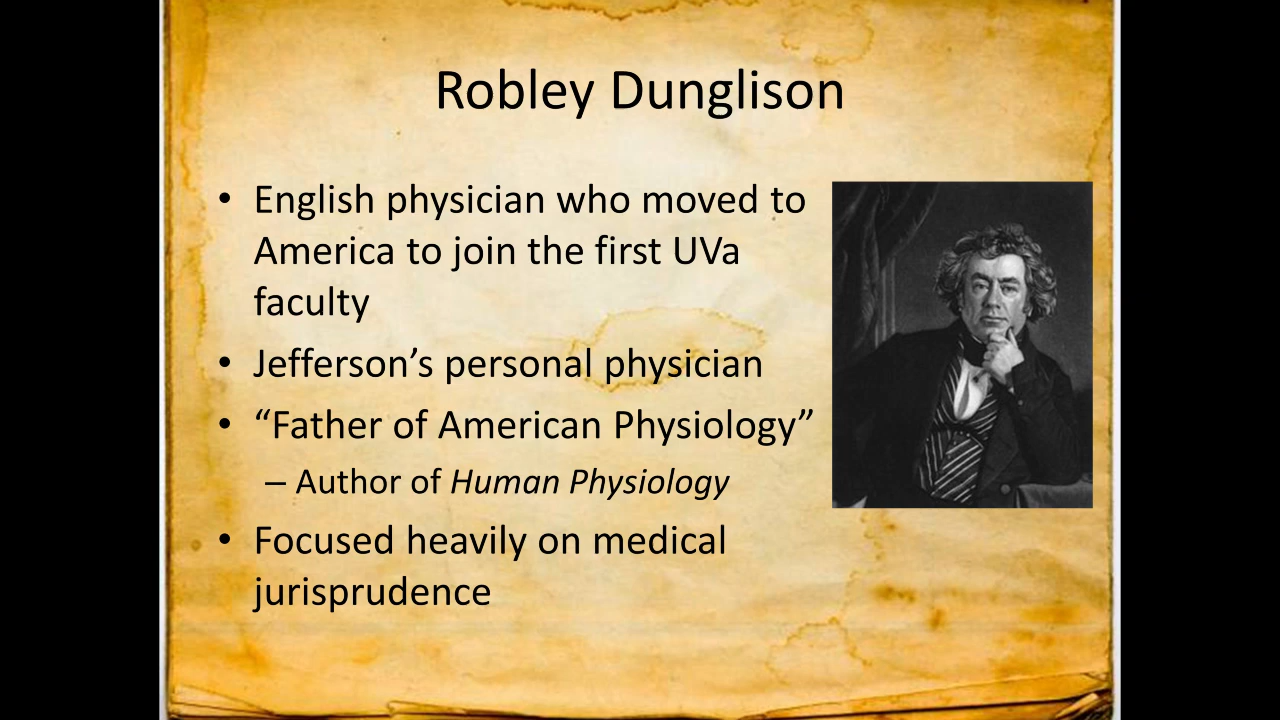 Robley Dunglison
• English physician who moved to
America to join the first UVa
faculty
• Jefferson’s personal physician
• “Father of American Physiology”
– Author of Human Physiology
• Focused heavily on medical
jurisprudence